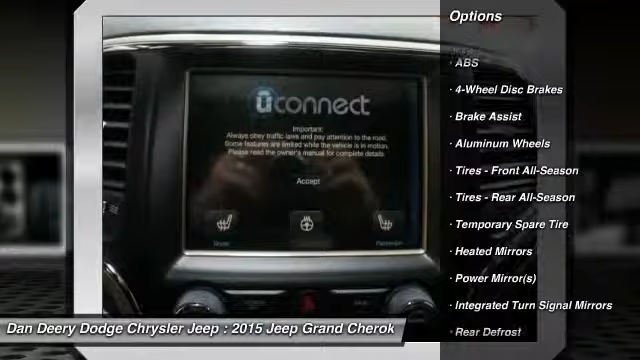 Options
· ABS
· 4-Wheel Disc Brakes
· Brake Assist
· Aluminum Wheels
· Tires - Front All-Season
· Tires - Rear All-Season
· Temporary Spare Tire
· Heated Mirrors
· Power Mirror(s)
· Integrated Turn Signal Mirrors
· Rear Defrost
uconnect
Important:
Always obey traffic laws and pay attention to the road.
Some features are limited while the vehicle is in motion.
Please read the owner's manual for complete details.
Accept
Driver
Passenger
Dan Deery Dodge Chrysler Jeep : 2015 Jeep Grand Cherok